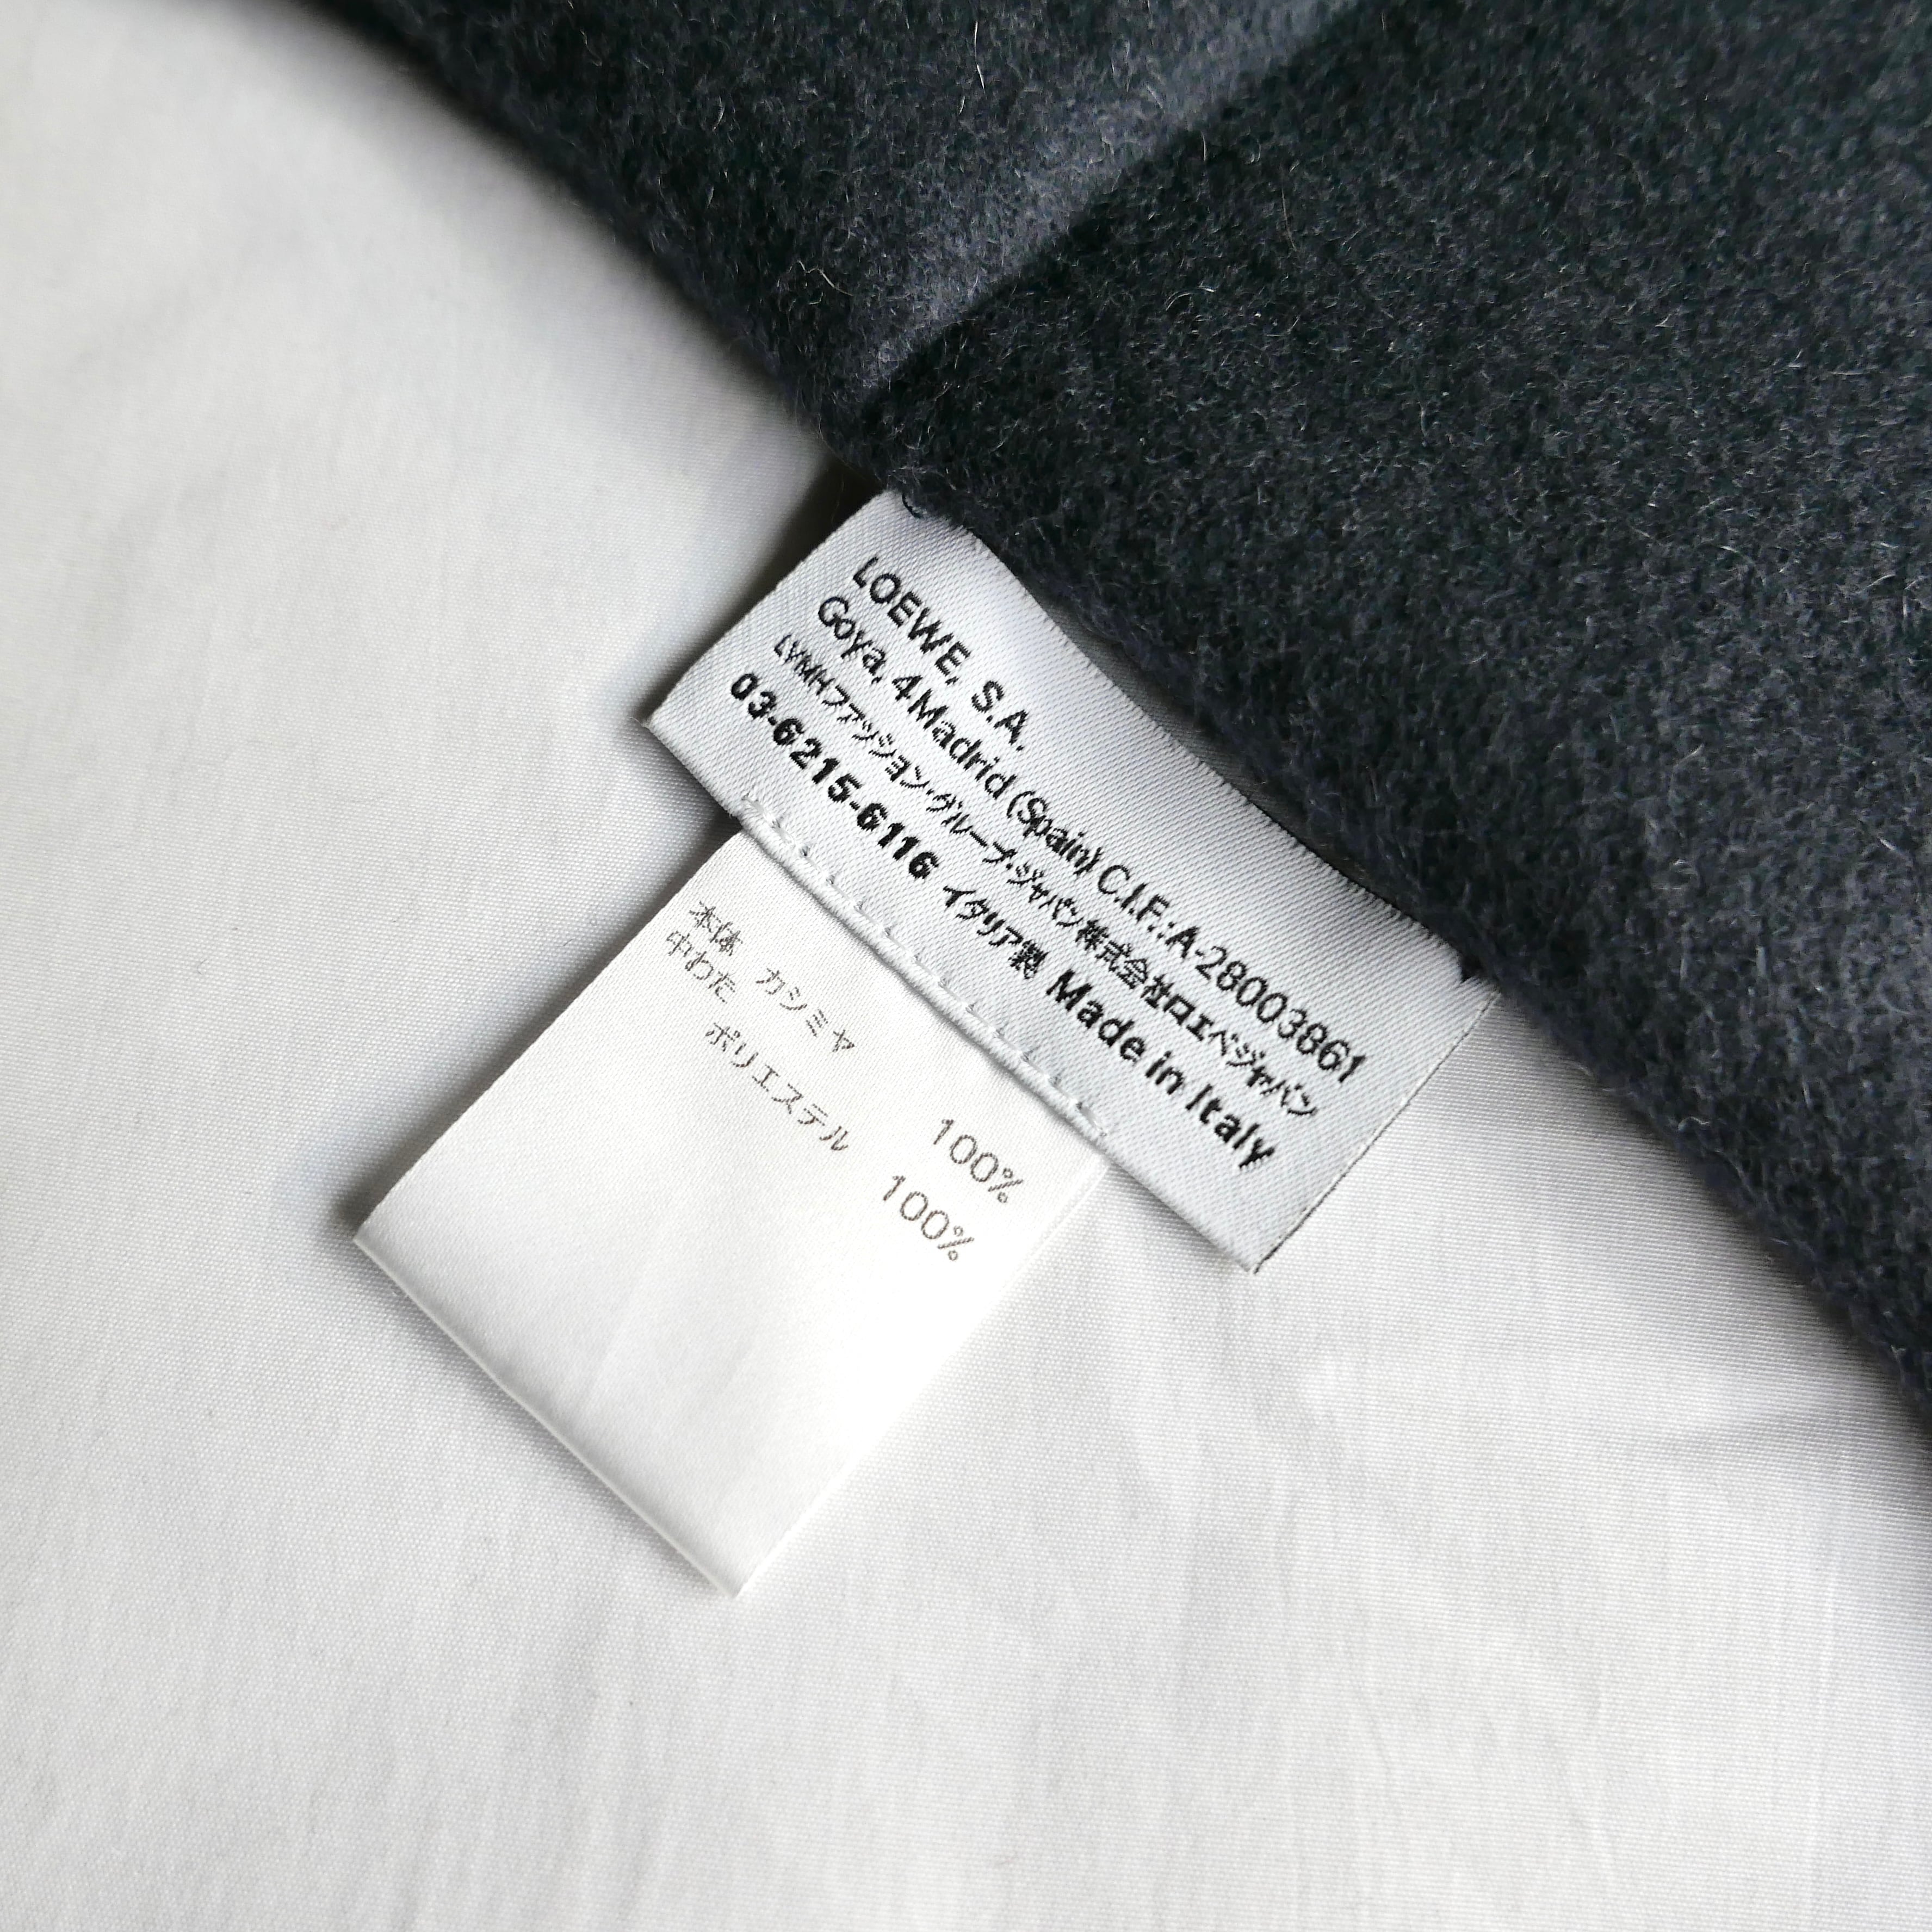 LOEWE, S.A.
Goya, 4 Madrid (Spain) C.I.F.: A-28003861
LVMHファッション・グループ・ジャパン株式会社ロエベジャパン
03-6215-6116 イタリア製 Made in Italy
本体 カシミヤ 100%
中わた
ポリエステル 100%